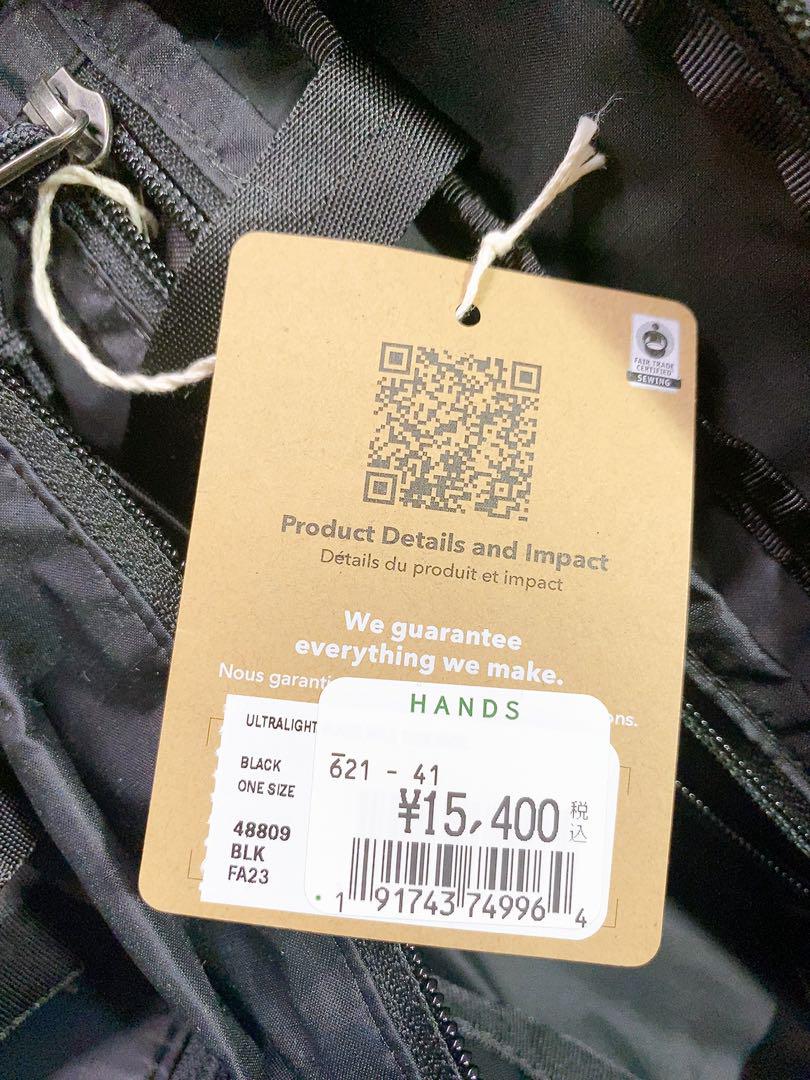 FAIR TRADE
CERTIFIED
SEWING
Product Details and Impact
Détails du produit et impact
We guarantee
everything we make.
Nous garanti
ons.
HANDS
ULTRALIGHT
BLACK
ONE SIZE
48809
BLK
FA23
621 - 41
¥15,400 税込
1 91743 74996 4